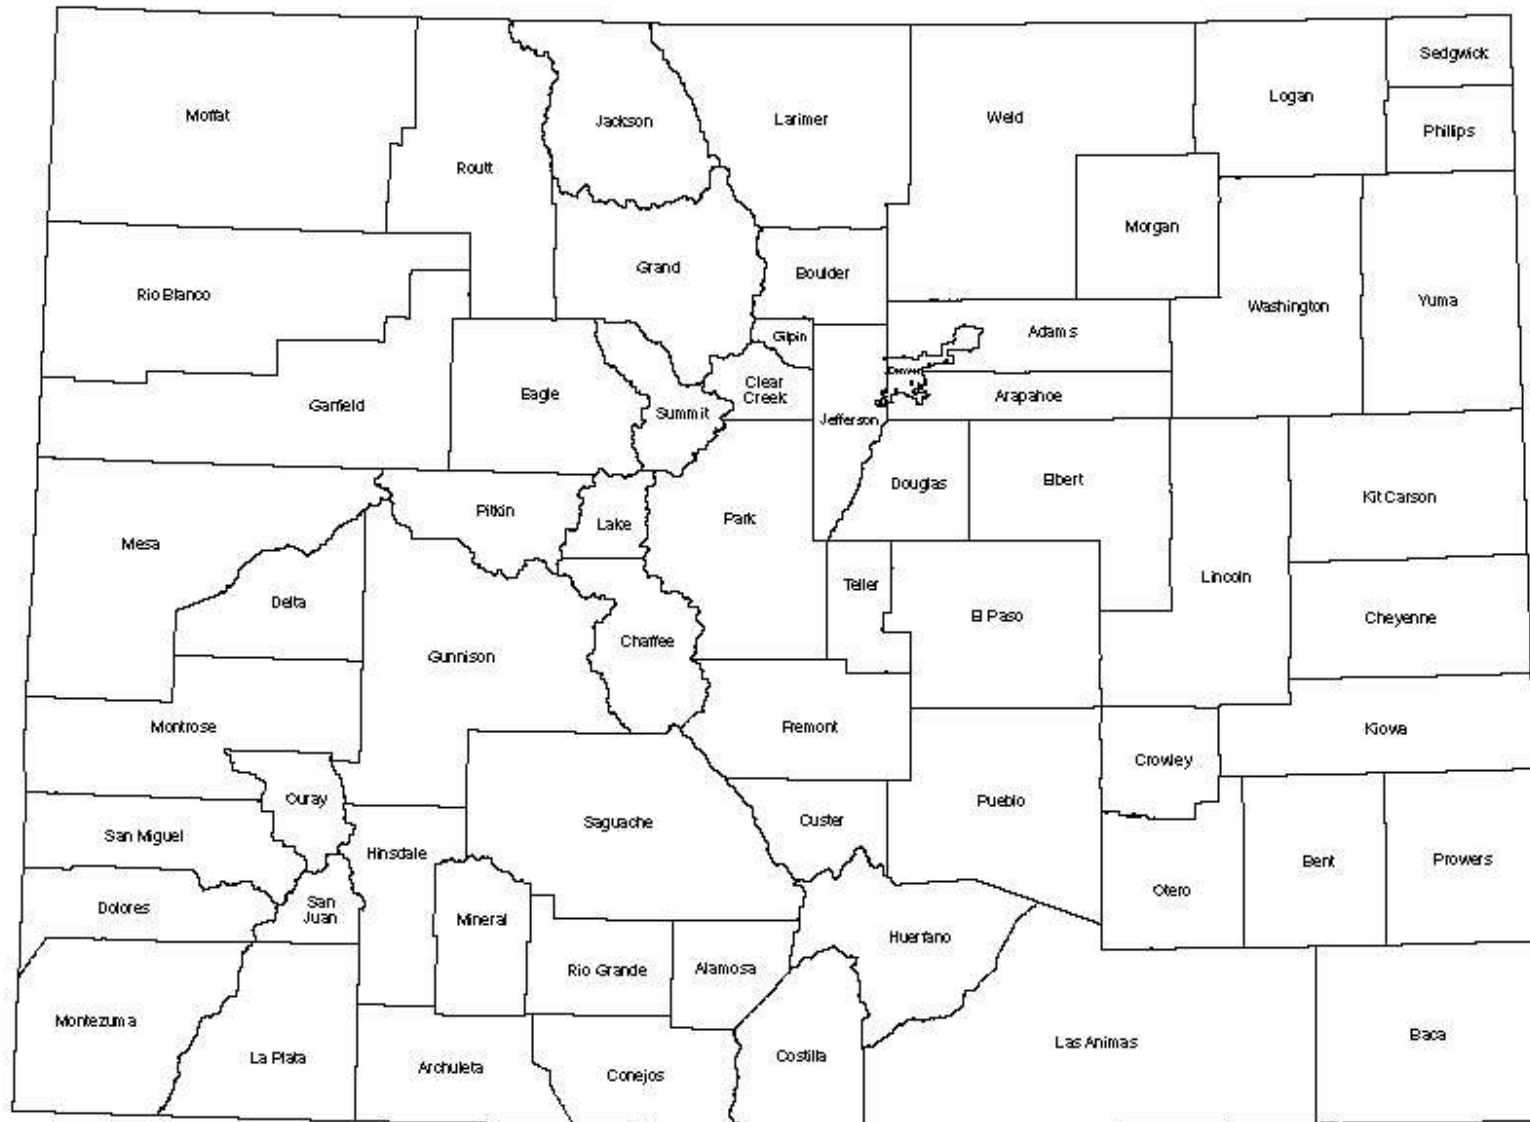 Sedgwick
Moffat
Jackson
Larimer
Weld
Logan
Phillips
Routt
Morgan
Grand
Boulder
Rio Blanco
Washington
Yuma
Gilpin
Adams
Denver
Clear
Creek
Eagle
Garfield
Summit
Jefferson
Arapahoe
Douglas
Elbert
Kit Carson
Pitkin
Lake
Park
Mesa
Teller
Lincoln
Delta
El Paso
Cheyenne
Gunnison
Chaffee
Montrose
Fremont
Kiowa
Crowley
Ouray
Pueblo
San Miguel
Saguache
Custer
Hinsdale
Bent
Prowers
Otero
Dolores
San
Juan
Mineral
Huerfano
Rio Grande
Alamosa
Montezuma
La Plata
Archuleta
Conejos
Costilla
Las Animas
Baca